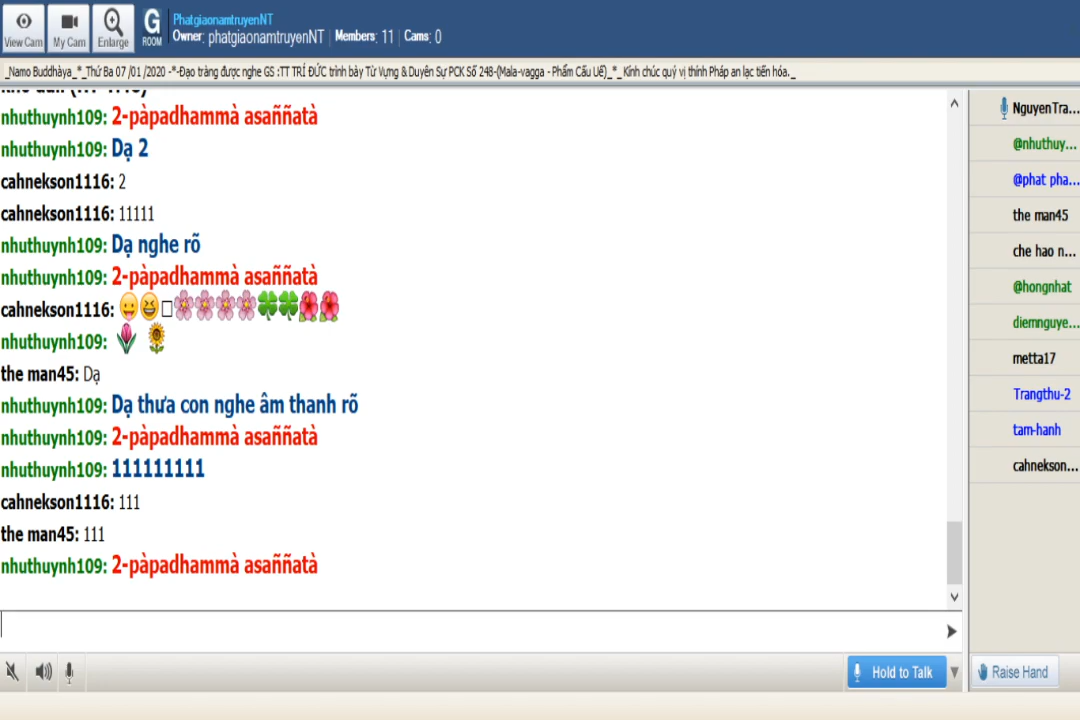 View Cam
My Cam
Enlarge
G
ROOM
PhatgiaonamtruyenNT
Owner: phatgiaonamtruyenNT Members: 11 Cams: 0
_Namo Buddhàya_*_Thứ Ba 07 /01 /2020 -*-Đạo tràng được nghe GS :TT TRÍ ĐỨC trình bày Từ Vựng & Duyên Sự PCK Số 248-(Mala-vagga - Phẩm Cấu Uế)_*_ Kính chúc quý vị thính Pháp an lạc tiến hóa._
nhuthuynh109: 2-pàpadhammà asaññatà
nhuthuynh109: Dạ 2
cahnekson1116: 2
cahnekson1116: 11111
nhuthuynh109: Dạ nghe rõ
nhuthuynh109: 2-pàpadhammà asaññatà
cahnekson1116:
nhuthuynh109:
the man45: Dạ
nhuthuynh109: Dạ thưa con nghe âm thanh rõ
nhuthuynh109: 2-pàpadhammà asaññatà
nhuthuynh109: 111111111
cahnekson1116: 111
the man45: 111
nhuthuynh109: 2-pàpadhammà asaññatà
NguyenTra...
@nhuthuy...
@phat pha...
the man45
che hao n...
@hongnhat
diemnguye...
metta17
Trangthu-2
tam-hanh
cahnekson...
Hold to Talk
Raise Hand